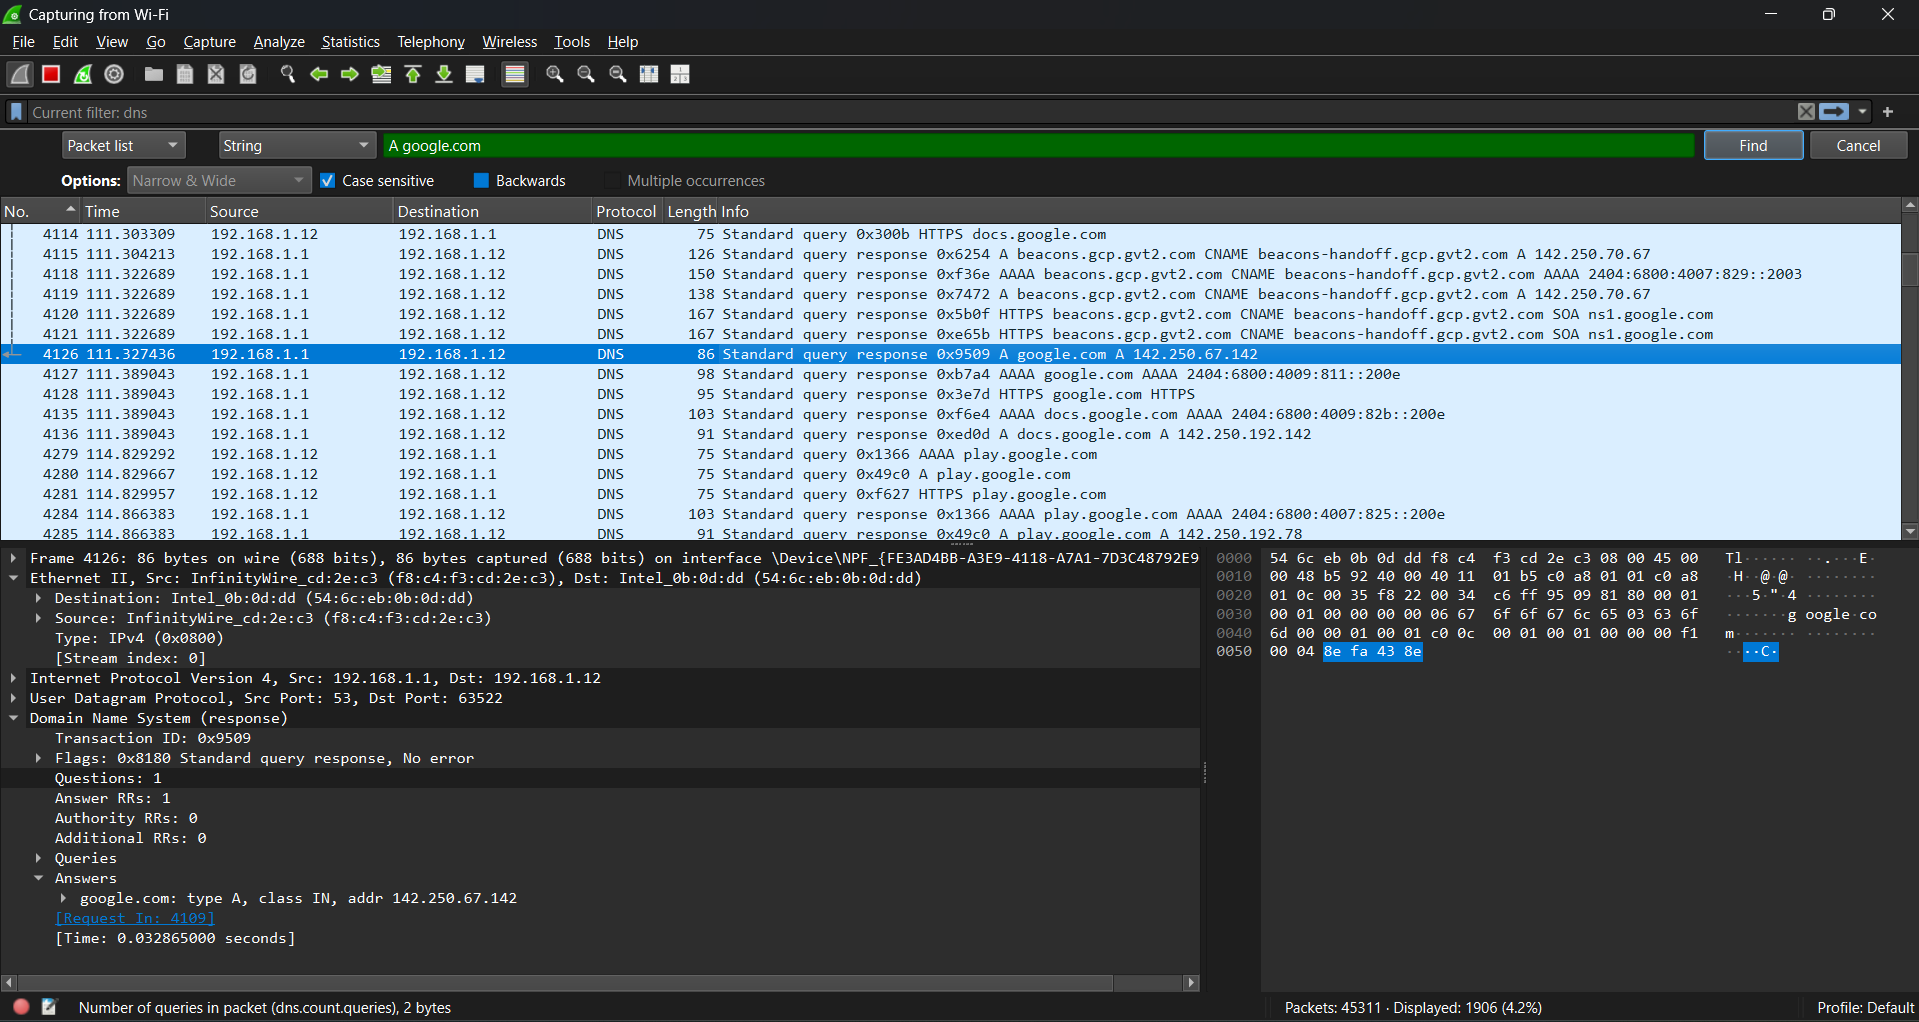 Capturing from Wi-Fi
File Edit View Go Capture Analyze Statistics Telephony Wireless Tools Help
Current filter: dns
Packet list String A google.com Find Cancel
Options: Narrow & Wide Case sensitive Backwards Multiple occurrences
No. Time Source Destination Protocol Length Info
4114 111.303309 192.168.1.12 192.168.1.1 DNS 75 Standard query 0x300b HTTPS docs.google.com
4115 111.304213 192.168.1.1 192.168.1.12 DNS 126 Standard query response 0x6254 A beacons.gcp.gvt2.com CNAME beacons-handoff.gcp.gvt2.com A 142.250.70.67
4118 111.322689 192.168.1.1 192.168.1.12 DNS 150 Standard query response 0xf36e AAAA beacons.gcp.gvt2.com CNAME beacons-handoff.gcp.gvt2.com AAAA 2404:6800:4007:829::2003
4119 111.322689 192.168.1.1 192.168.1.12 DNS 138 Standard query response 0x7472 A beacons.gcp.gvt2.com CNAME beacons-handoff.gcp.gvt2.com A 142.250.70.67
4120 111.322689 192.168.1.1 192.168.1.12 DNS 167 Standard query response 0x5b0f HTTPS beacons.gcp.gvt2.com CNAME beacons-handoff.gcp.gvt2.com SOA ns1.google.com
4121 111.322689 192.168.1.1 192.168.1.12 DNS 167 Standard query response 0xe65b HTTPS beacons.gcp.gvt2.com CNAME beacons-handoff.gcp.gvt2.com SOA ns1.google.com
4126 111.327436 192.168.1.1 192.168.1.12 DNS 86 Standard query response 0x9509 A google.com A 142.250.67.142
4127 111.389043 192.168.1.1 192.168.1.12 DNS 98 Standard query response 0xb7a4 AAAA google.com AAAA 2404:6800:4009:811::200e
4128 111.389043 192.168.1.1 192.168.1.12 DNS 95 Standard query response 0x3e7d HTTPS google.com HTTPS
4135 111.389043 192.168.1.1 192.168.1.12 DNS 103 Standard query response 0xf6e4 AAAA docs.google.com AAAA 2404:6800:4009:82b::200e
4136 111.389043 192.168.1.1 192.168.1.12 DNS 91 Standard query response 0xed0d A docs.google.com A 142.250.192.142
4279 114.829292 192.168.1.12 192.168.1.1 DNS 75 Standard query 0x1366 AAAA play.google.com
4280 114.829667 192.168.1.12 192.168.1.1 DNS 75 Standard query 0x49c0 A play.google.com
4281 114.829957 192.168.1.12 192.168.1.1 DNS 75 Standard query 0xf627 HTTPS play.google.com
4284 114.866383 192.168.1.1 192.168.1.12 DNS 103 Standard query response 0x1366 AAAA play.google.com AAAA 2404:6800:4007:825::200e
4285 114.866383 192.168.1.1 192.168.1.12 DNS 91 Standard query response 0x49c0 A play.google.com A 142.250.192.78
Frame 4126: 86 bytes on wire (688 bits), 86 bytes captured (688 bits) on interface \Device\NPF_{FE3AD4BB-A3E9-4118-A7A1-7D3C48792E9
Ethernet II, Src: InfinityWire_cd:2e:c3 (f8:c4:f3:cd:2e:c3), Dst: Intel_0b:0d:dd (54:6c:eb:0b:0d:dd)
Destination: Intel_0b:0d:dd (54:6c:eb:0b:0d:dd)
Source: InfinityWire_cd:2e:c3 (f8:c4:f3:cd:2e:c3)
Type: IPv4 (0x0800)
[Stream index: 0]
Internet Protocol Version 4, Src: 192.168.1.1, Dst: 192.168.1.12
User Datagram Protocol, Src Port: 53, Dst Port: 63522
Domain Name System (response)
Transaction ID: 0x9509
Flags: 0x8180 Standard query response, No error
Questions: 1
Answer RRs: 1
Authority RRs: 0
Additional RRs: 0
Queries
Answers
google.com: type A, class IN, addr 142.250.67.142
[Request In: 4109]
[Time: 0.032865000 seconds]
0000 54 6c eb 0b 0d dd f8 c4 f3 cd 2e c3 08 00 45 00 Tl······ ··.···E·
0010 00 48 b5 92 40 00 40 11 01 b5 c0 a8 01 01 c0 a8 ·H··@·@· ········
0020 01 0c 00 35 f8 22 00 34 c6 ff 95 09 81 80 00 01 ···5·"·4 ········
0030 00 01 00 00 00 00 06 67 6f 6f 67 6c 65 03 63 6f ·······g oogle·co
0040 6d 00 00 01 00 01 c0 0c 00 01 00 01 00 00 00 f1 m······· ········
0050 00 04 8e fa 43 8e ····C·
Number of queries in packet (dns.count.queries), 2 bytes
Packets: 45311 · Displayed: 1906 (4.2%)
Profile: Default